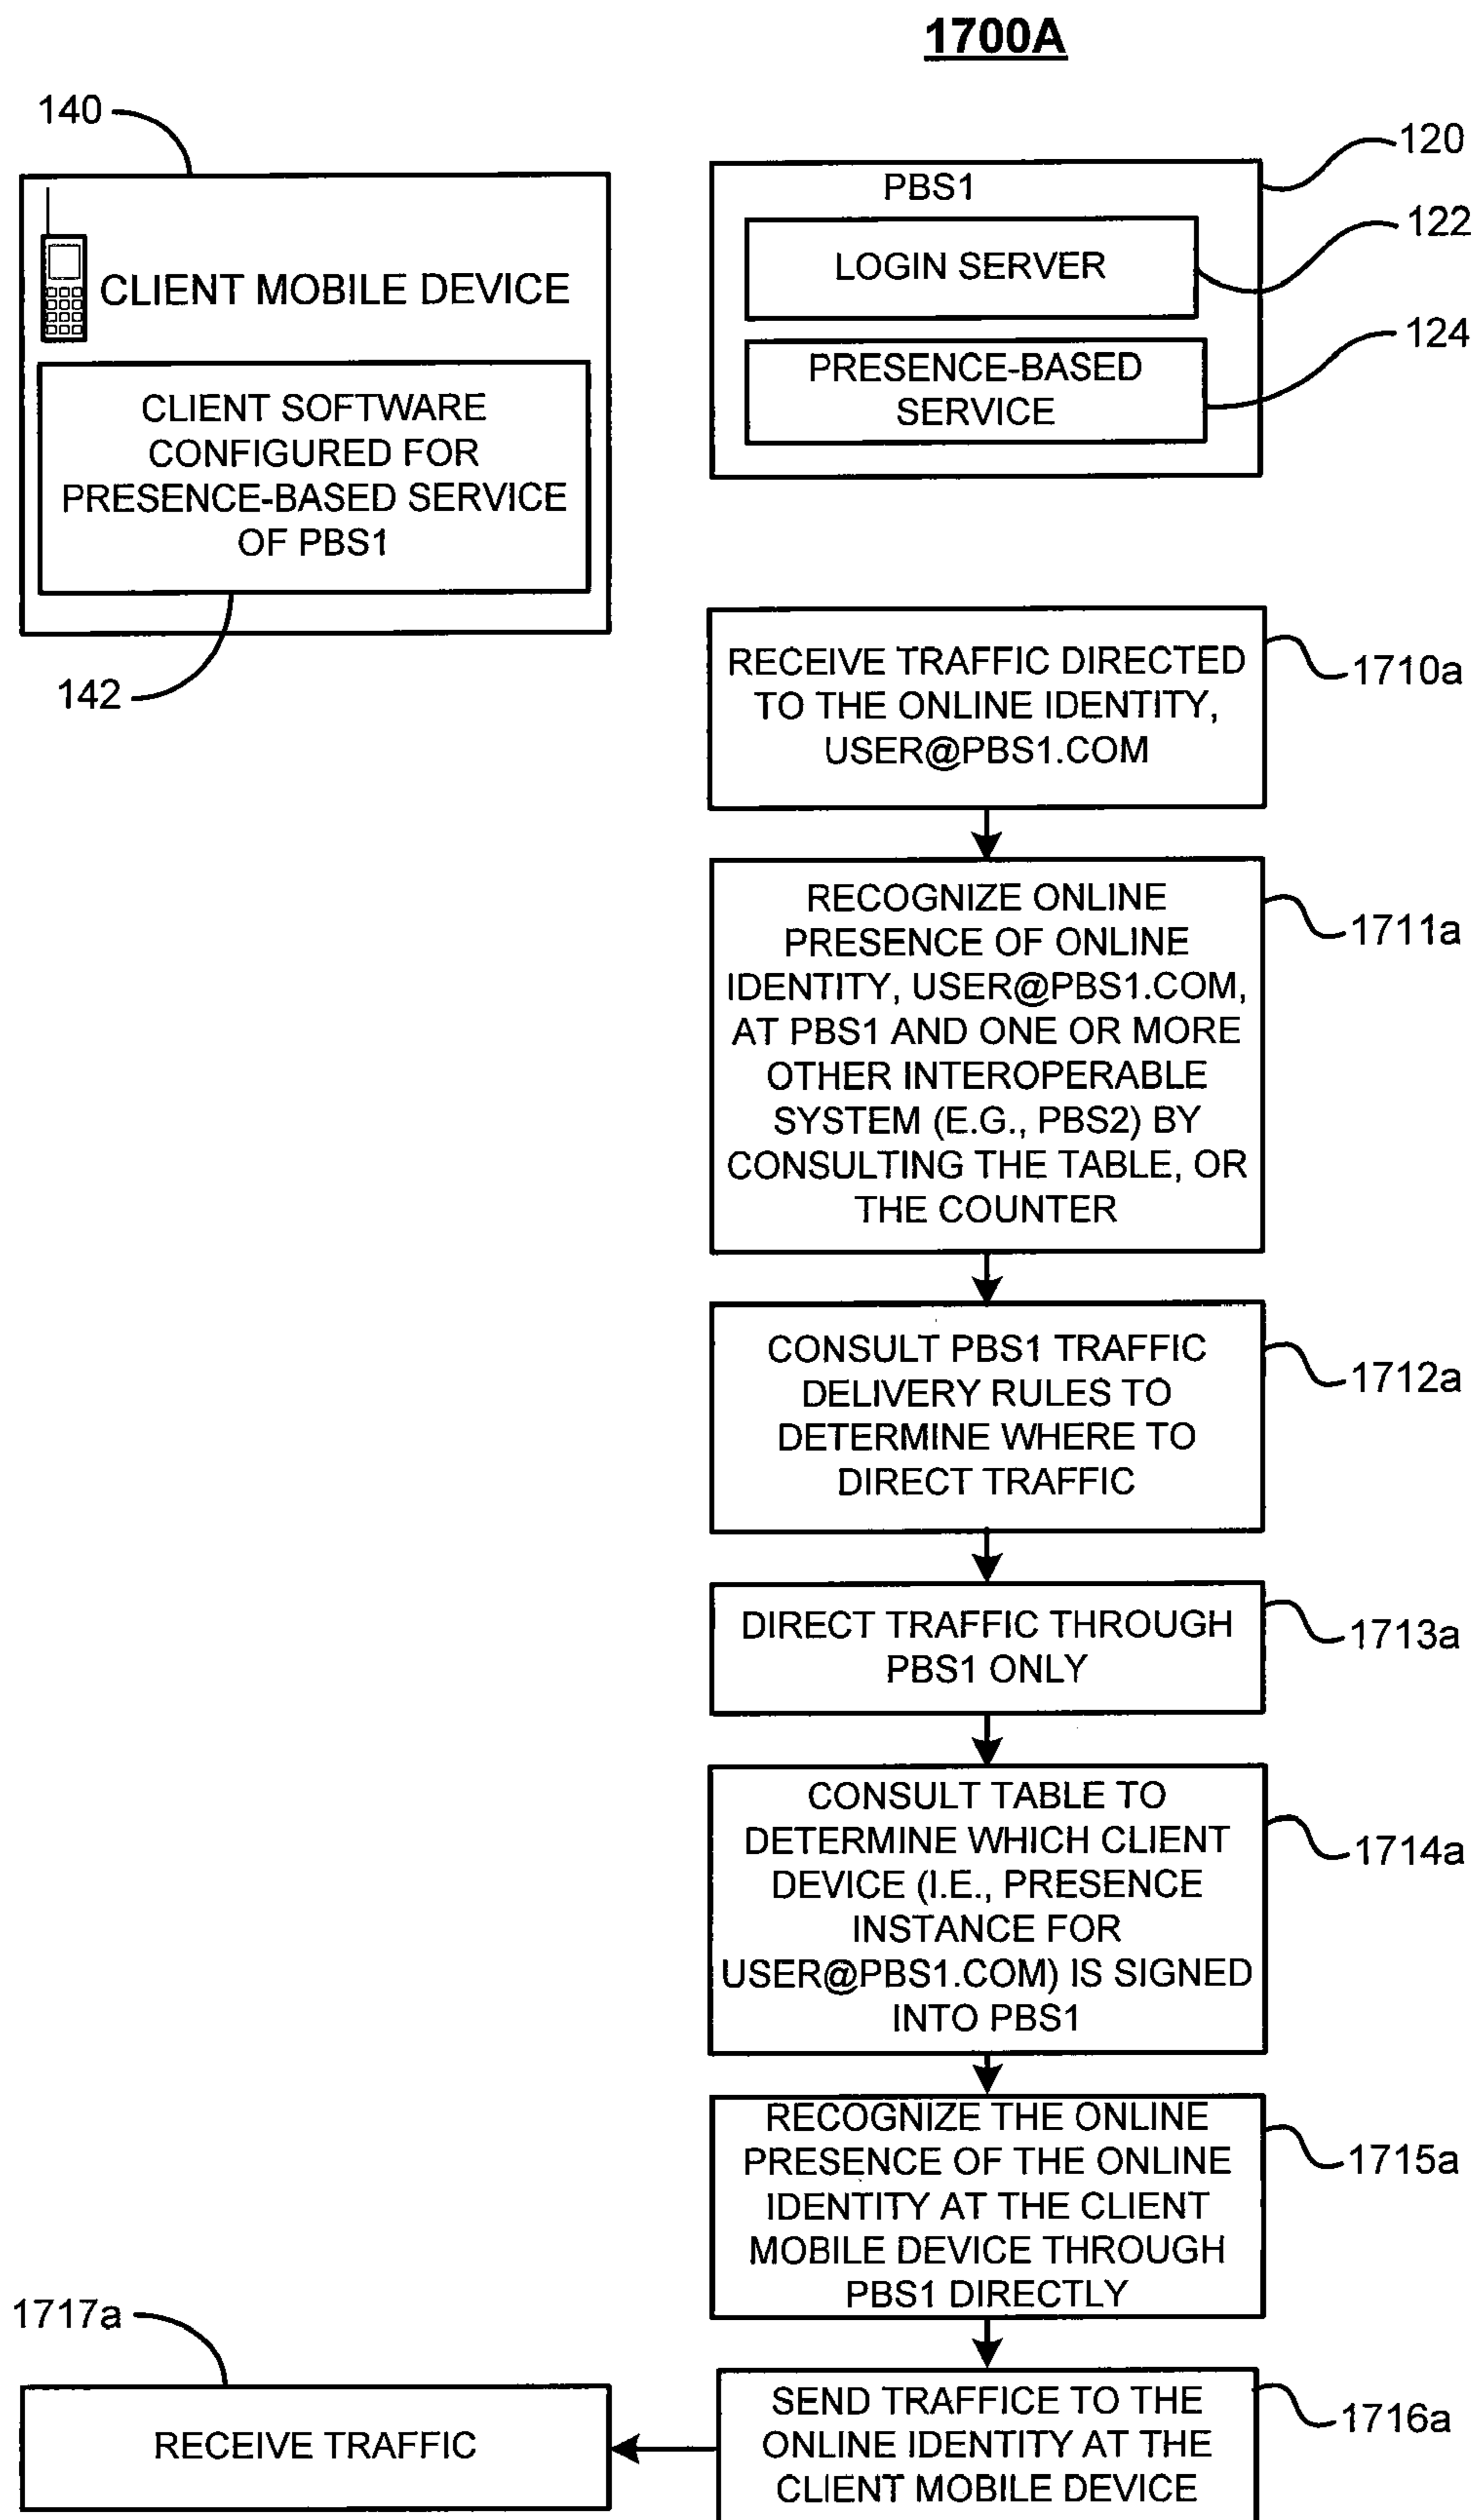 1700A
140
CLIENT MOBILE DEVICE
CLIENT SOFTWARE
CONFIGURED FOR
PRESENCE-BASED SERVICE
OF PBS1
142
120
PBS1
122
LOGIN SERVER
124
PRESENCE-BASED
SERVICE
RECEIVE TRAFFIC DIRECTED
TO THE ONLINE IDENTITY,
USER@PBS1.COM
1710a
RECOGNIZE ONLINE
PRESENCE OF ONLINE
IDENTITY, USER@PBS1.COM,
AT PBS1 AND ONE OR MORE
OTHER INTEROPERABLE
SYSTEM (E.G., PBS2) BY
CONSULTING THE TABLE, OR
THE COUNTER
1711a
CONSULT PBS1 TRAFFIC
DELIVERY RULES TO
DETERMINE WHERE TO
DIRECT TRAFFIC
1712a
DIRECT TRAFFIC THROUGH
PBS1 ONLY
1713a
CONSULT TABLE TO
DETERMINE WHICH CLIENT
DEVICE (I.E., PRESENCE
INSTANCE FOR
USER@PBS1.COM) IS SIGNED
INTO PBS1
1714a
RECOGNIZE THE ONLINE
PRESENCE OF THE ONLINE
IDENTITY AT THE CLIENT
MOBILE DEVICE THROUGH
PBS1 DIRECTLY
1715a
SEND TRAFFICE TO THE
ONLINE IDENTITY AT THE
CLIENT MOBILE DEVICE
1716a
1717a
RECEIVE TRAFFIC